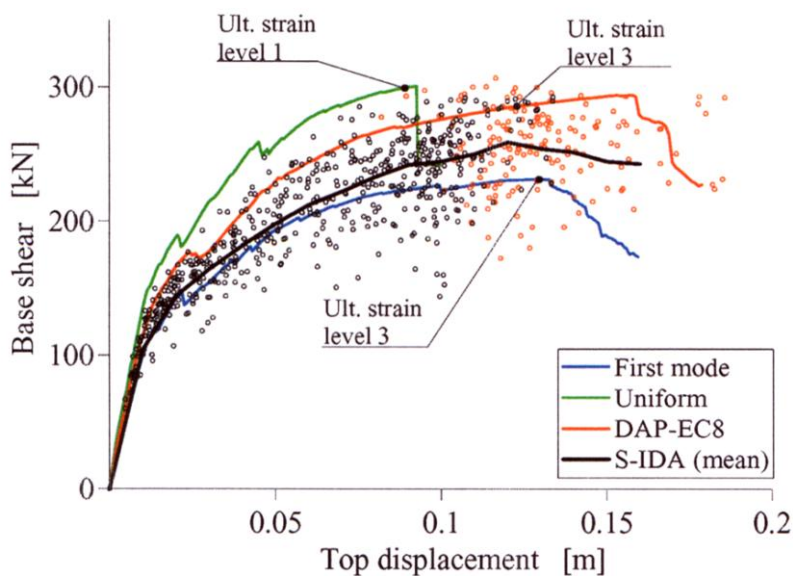 Ult. strain
level 1
Ult. strain
level 3
300
200
100
0
Base shear [kN]
Ult. strain
level 3
First mode
Uniform
DAP-EC8
S-IDA (mean)
0.05
0.1
0.15
0.2
Top displacement [m]